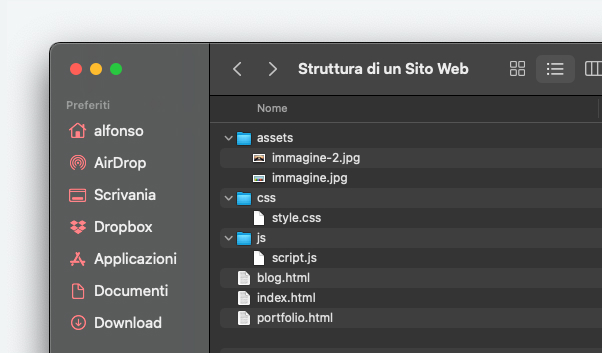 Struttura di un Sito Web
Preferiti
alfonso
AirDrop
Scrivania
Dropbox
Applicazioni
Documenti
Download
Nome
assets
immagine-2.jpg
immagine.jpg
css
style.css
js
script.js
blog.html
index.html
portfolio.html